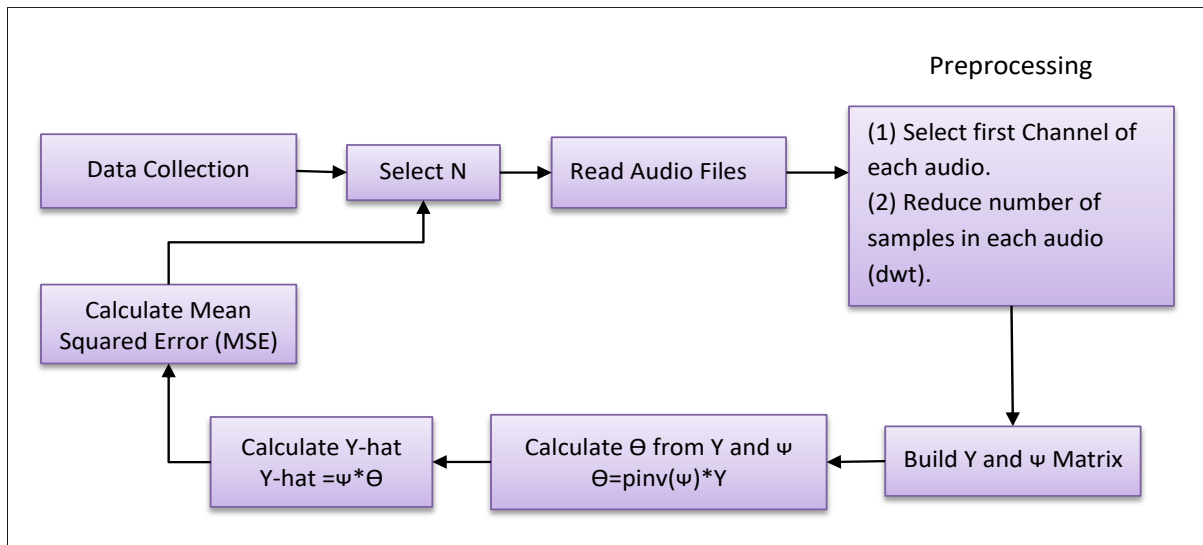 Preprocessing
Data Collection
Select N
Read Audio Files
(1) Select first Channel of
each audio.
(2) Reduce number of
samples in each audio
(dwt).
Build Y and ᴪ Matrix
Calculate ϴ from Y and ᴪ
ϴ=pinv(ᴪ)*Y
Calculate Y-hat
Y-hat =ᴪ*ϴ
Calculate Mean
Squared Error (MSE)